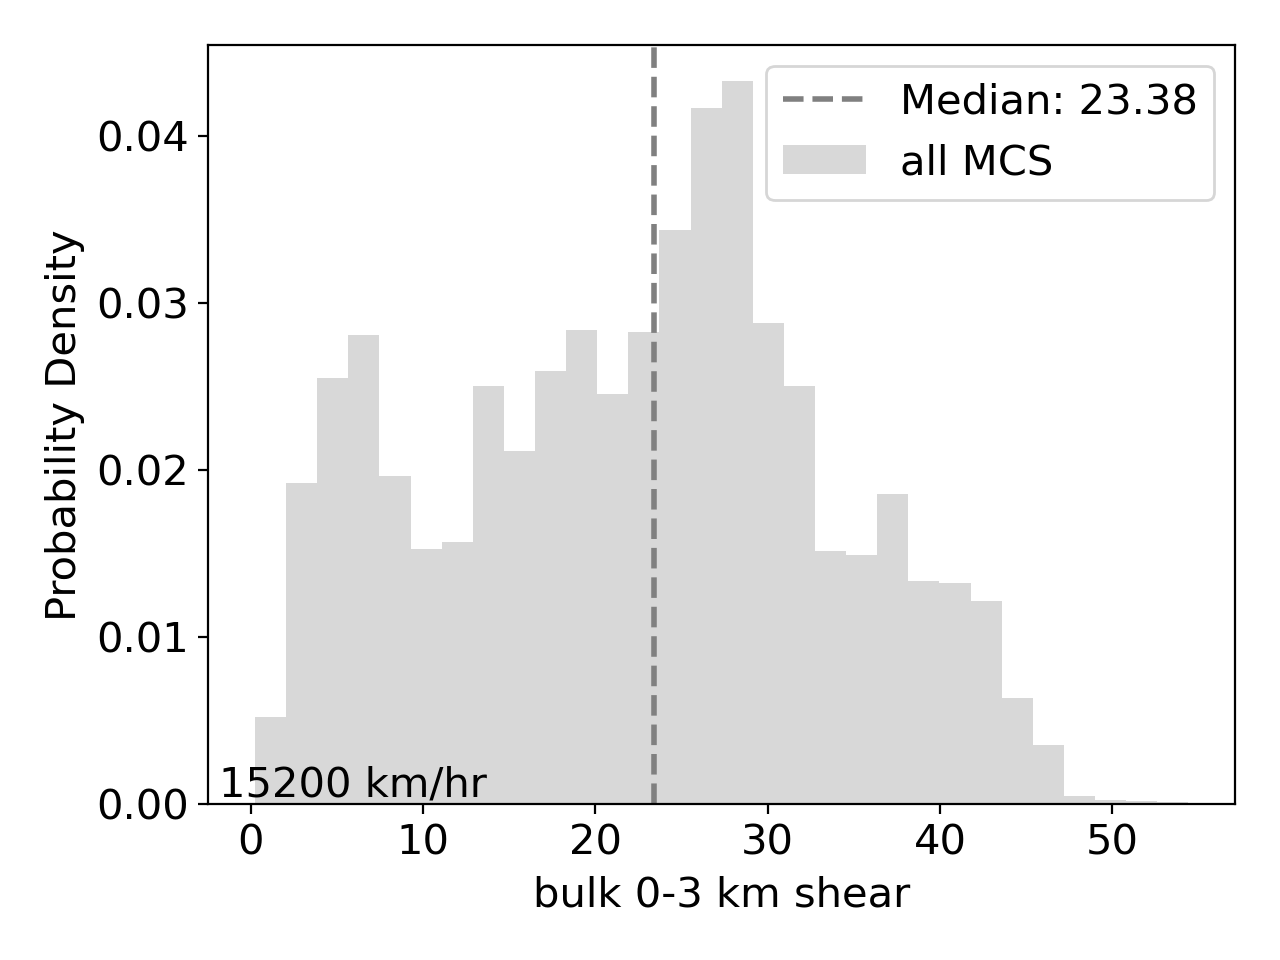 Median: 23.38
all MCS
Probability Density
0.04
0.03
0.02
0.01
0.00
15200 km/hr
0 10 20 30 40 50
bulk 0-3 km shear